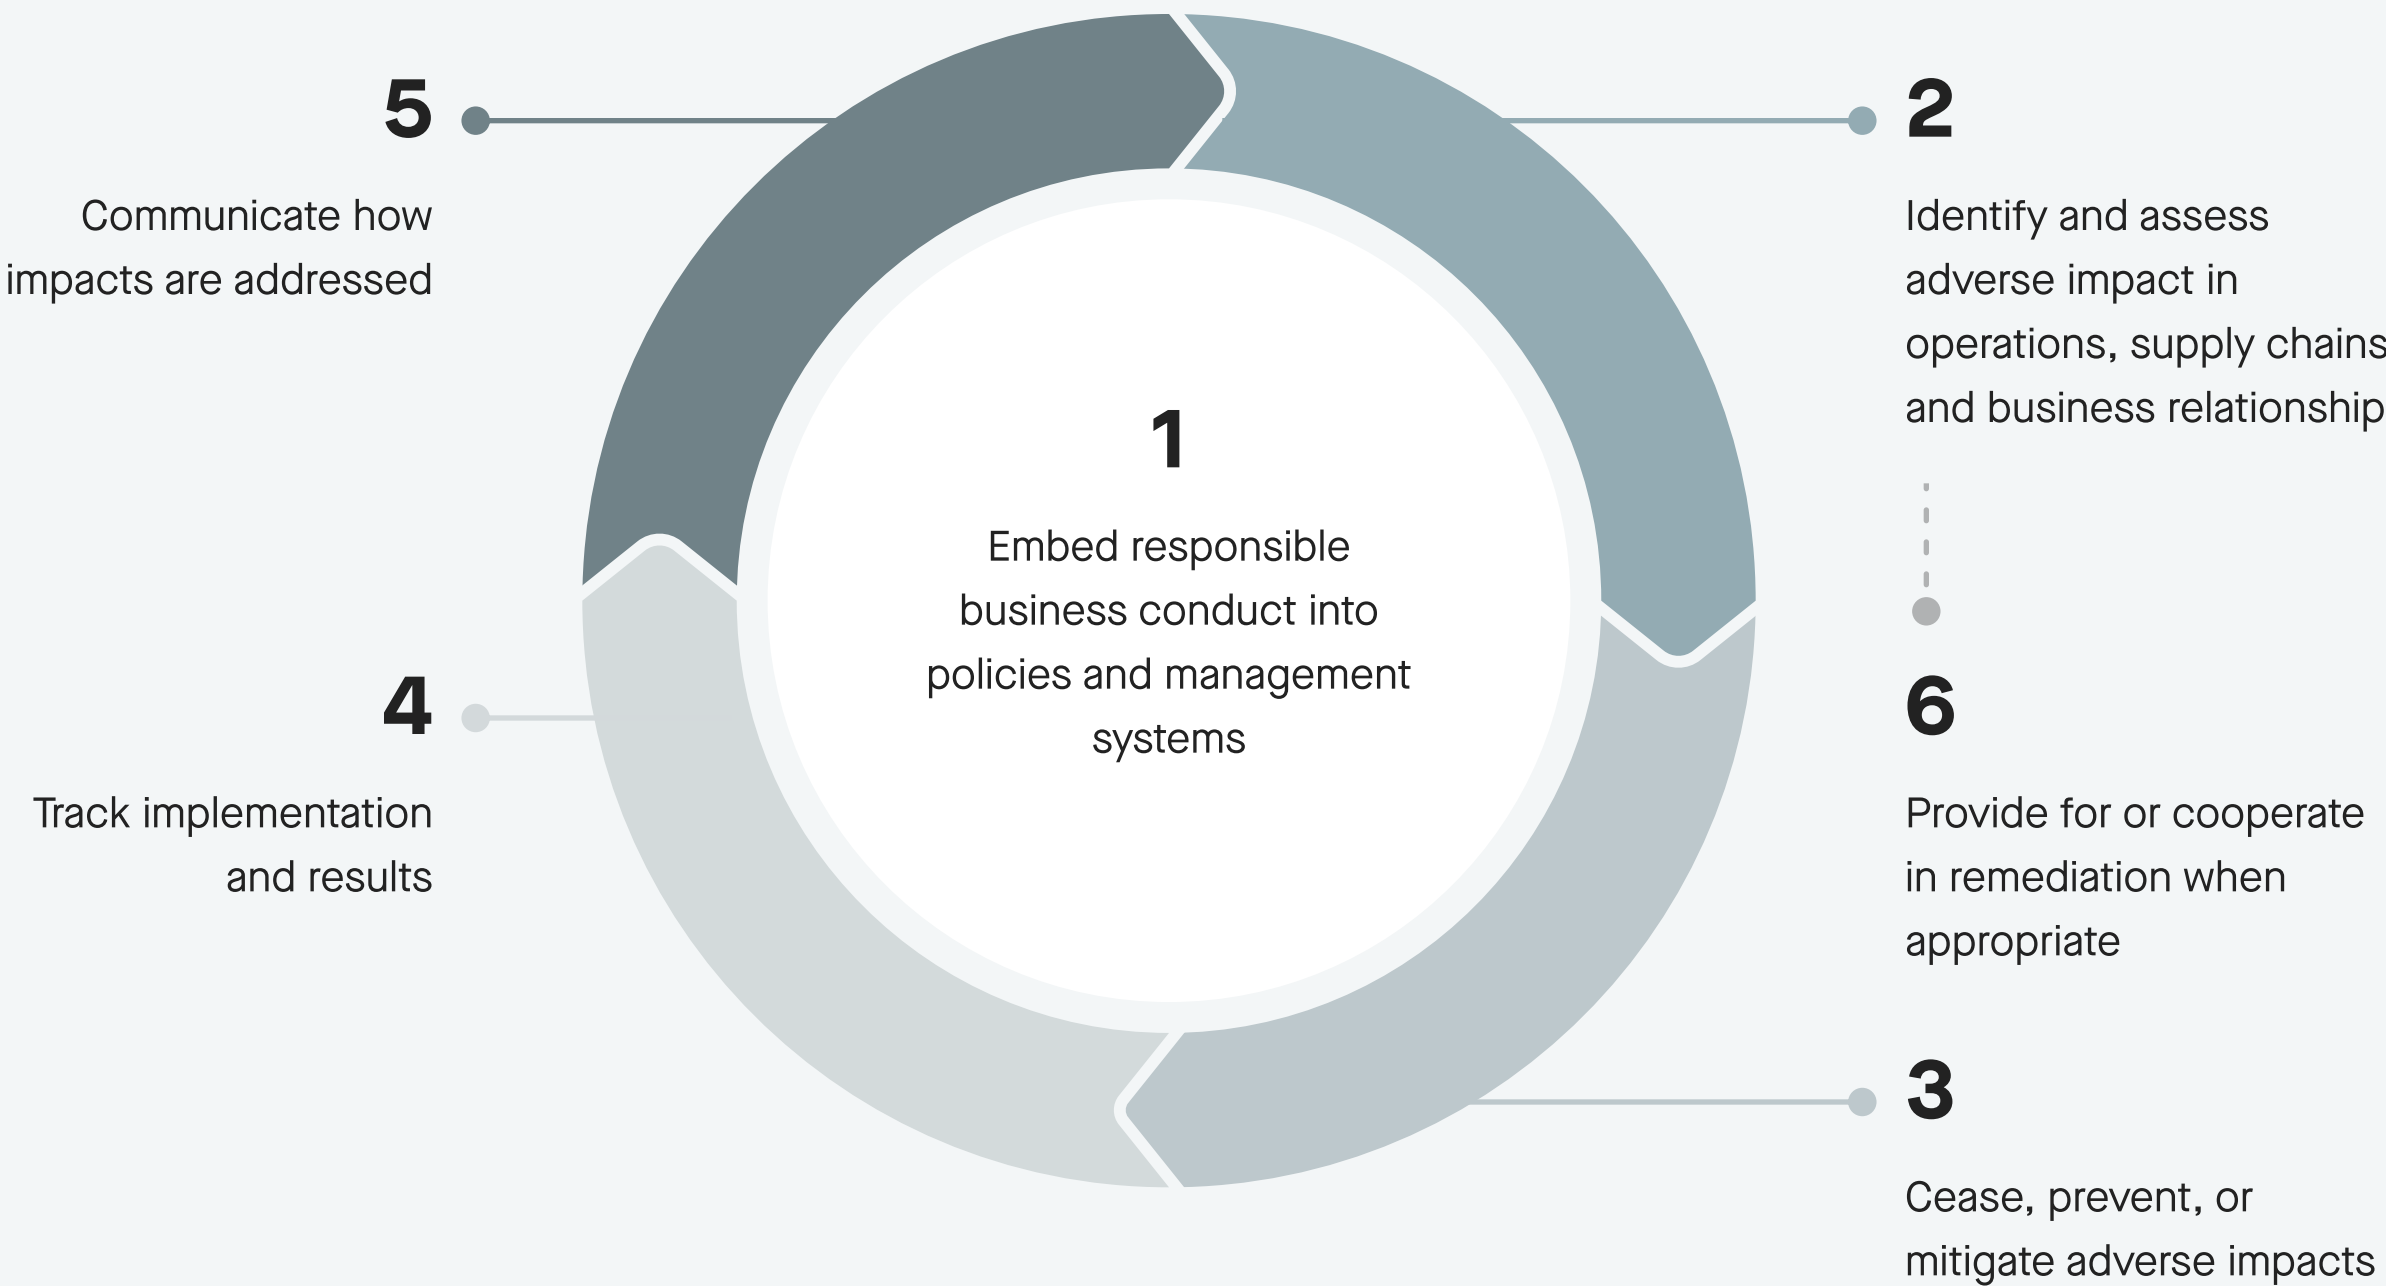 5
Communicate how
impacts are addressed
2
Identify and assess
adverse impact in
operations, supply chains
and business relationship
1
Embed responsible
business conduct into
policies and management
systems
4
Track implementation
and results
6
Provide for or cooperate
in remediation when
appropriate
3
Cease, prevent, or
mitigate adverse impacts